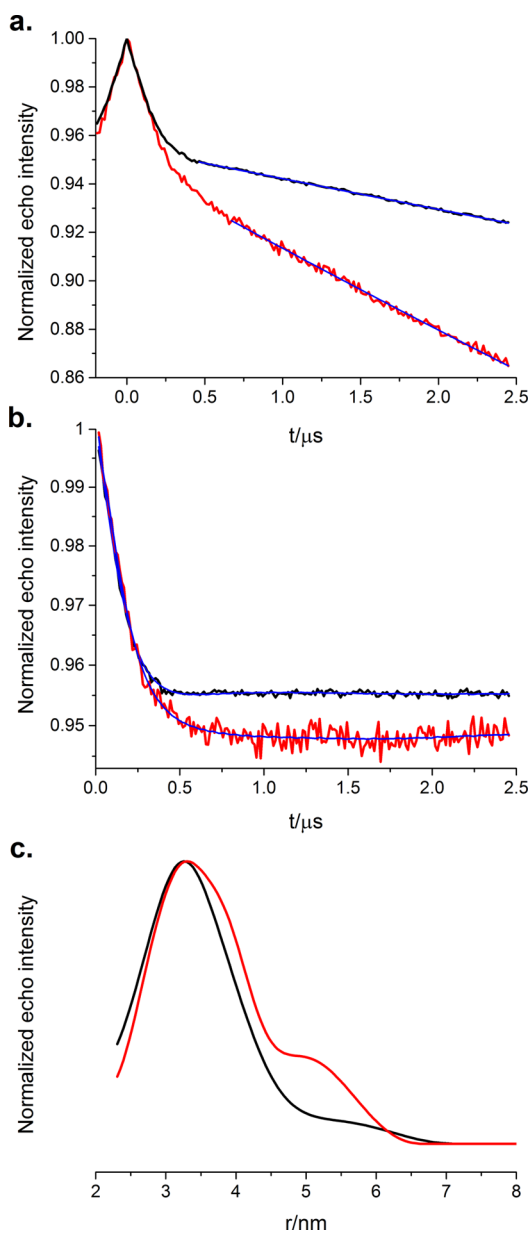 a.
1.00
0.98
0.96
0.94
0.92
0.90
0.88
0.86
Normalized echo intensity
0.0 0.5 1.0 1.5 2.0 2.5
t/μs
b.
1
0.99
0.98
0.97
0.96
0.95
Normalized echo intensity
0.0 0.5 1.0 1.5 2.0 2.5
t/μs
c.
Normalized echo intensity
2 3 4 5 6 7 8
r/nm